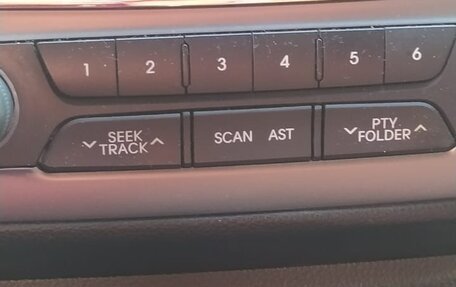 1 2 3 4 5 6
SEEK
TRACK
SCAN AST
PTY
FOLDER